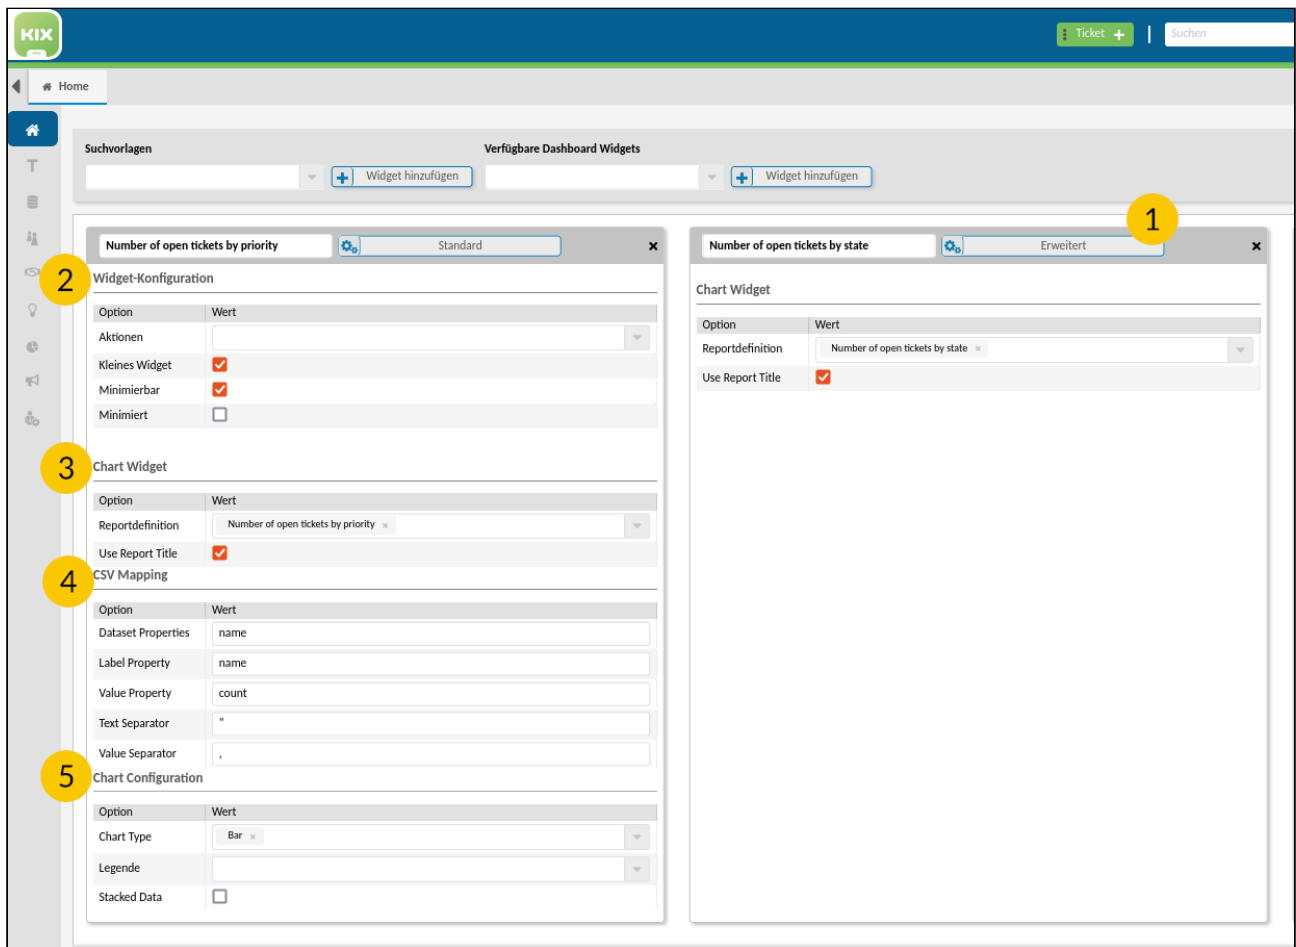 KIX
Ticket
Suchen
Home
Suchvorlagen
Verfügbare Dashboard Widgets
Widget hinzufügen
Widget hinzufügen
1
Number of open tickets by priority
Standard
Number of open tickets by state
Erweitert
2
Widget-Konfiguration
Option Wert
Aktionen
Kleines Widget
Minimierbar
Minimiert
3
Chart Widget
Option Wert
Reportdefinition Number of open tickets by priority ×
Use Report Title
4
CSV Mapping
Option Wert
Dataset Properties name
Label Property name
Value Property count
Text Separator "
Value Separator ,
5
Chart Configuration
Option Wert
Chart Type Bar ×
Legende
Stacked Data
Chart Widget
Option Wert
Reportdefinition Number of open tickets by state ×
Use Report Title